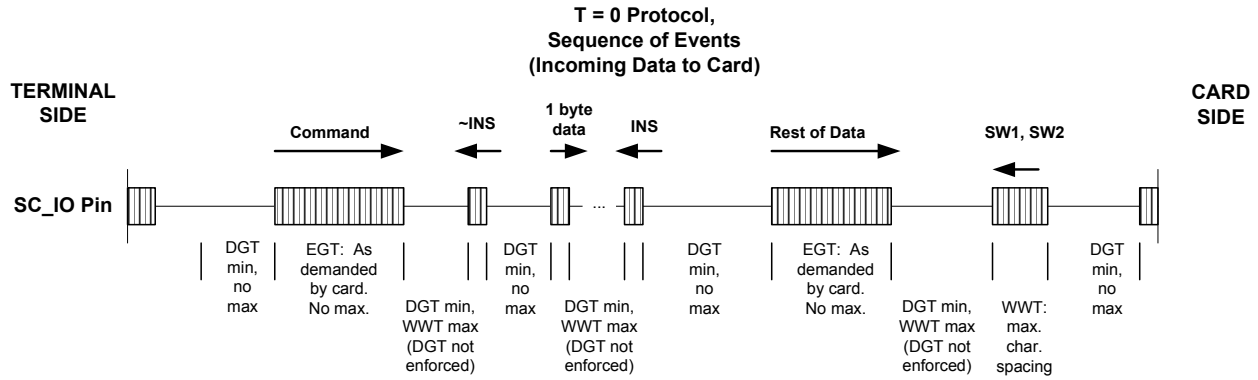 T = 0 Protocol,
Sequence of Events
(Incoming Data to Card)
TERMINAL
SIDE
CARD
SIDE
Command
~INS
1 byte
data
INS
Rest of Data
SW1, SW2
SC_IO Pin
...
DGT
min,
no
max
EGT: As
demanded
by card.
No max.
DGT min,
WWT max
(DGT not
enforced)
DGT
min,
no
max
DGT min,
WWT max
(DGT not
enforced)
DGT
min,
no
max
EGT: As
demanded
by card.
No max.
DGT min,
WWT max
(DGT not
enforced)
WWT:
max.
char.
spacing
DGT
min,
no
max